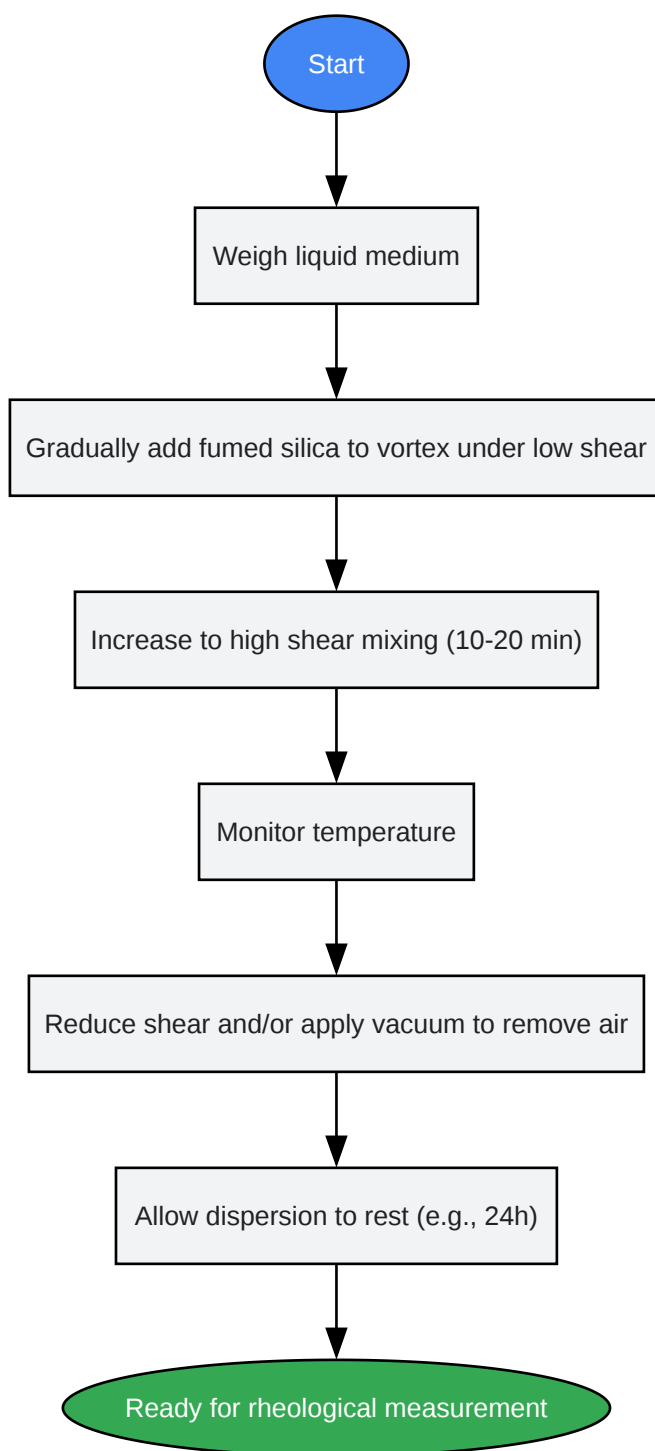 Start
Weigh liquid medium
Gradually add fumed silica to vortex under low shear
Increase to high shear mixing (10-20 min)
Monitor temperature
Reduce shear and/or apply vacuum to remove air
Allow dispersion to rest (e.g., 24h)
Ready for rheological measurement